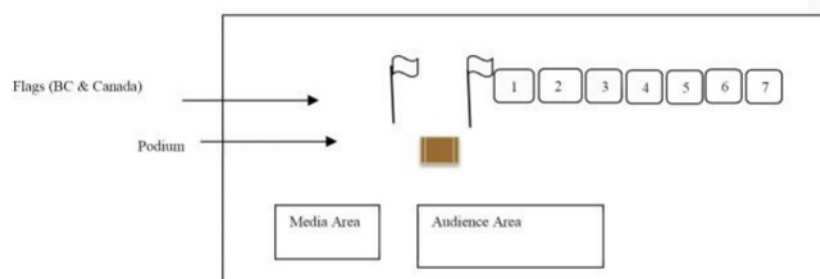 Flags (BC & Canada)
1 2 3 4 5 6 7
Podium
Media Area
Audience Area